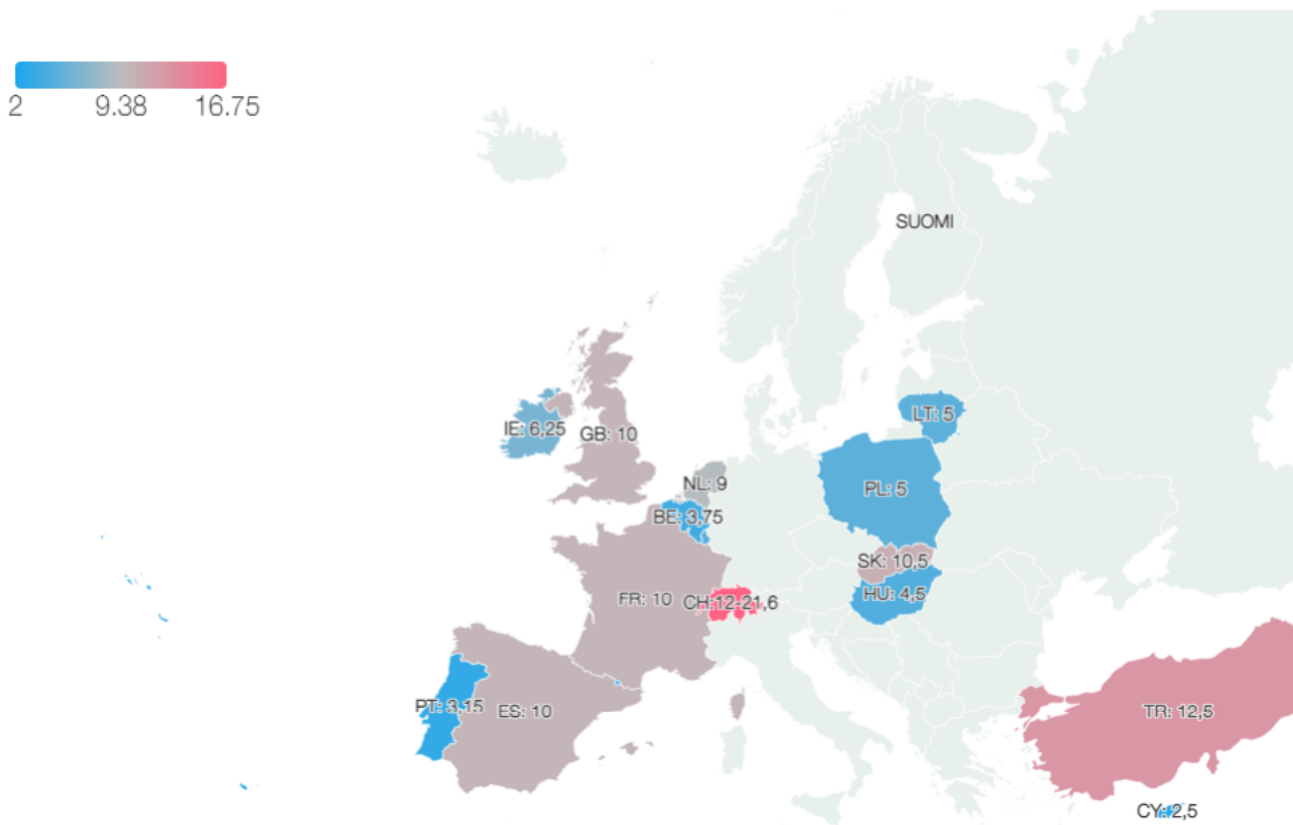 2 9.38 16.75
SUOMI
LT: 5
IE: 6,25
GB: 10
NL: 9
PL: 5
BE: 3,75
SK: 10,5
HU: 4,5
FR: 10
CH:12-21,6
PT: 3,15
ES: 10
TR: 12,5
CY: 2,5